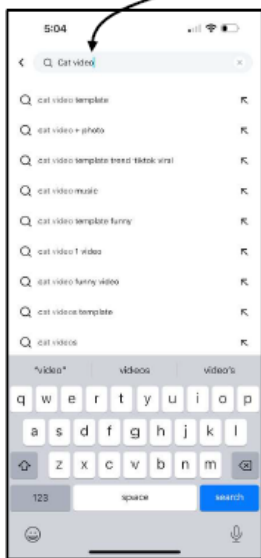 5:04
Cat video
cat video template
cat video + photo
cat video template trend tiktok viral
cat video music
cat video template funny
cat video 1 video
cat video funny video
cat videos template
cat videos
"video" videos video's
q w e r t y u i o p
a s d f g h j k l
z x c v b n m
123 space search